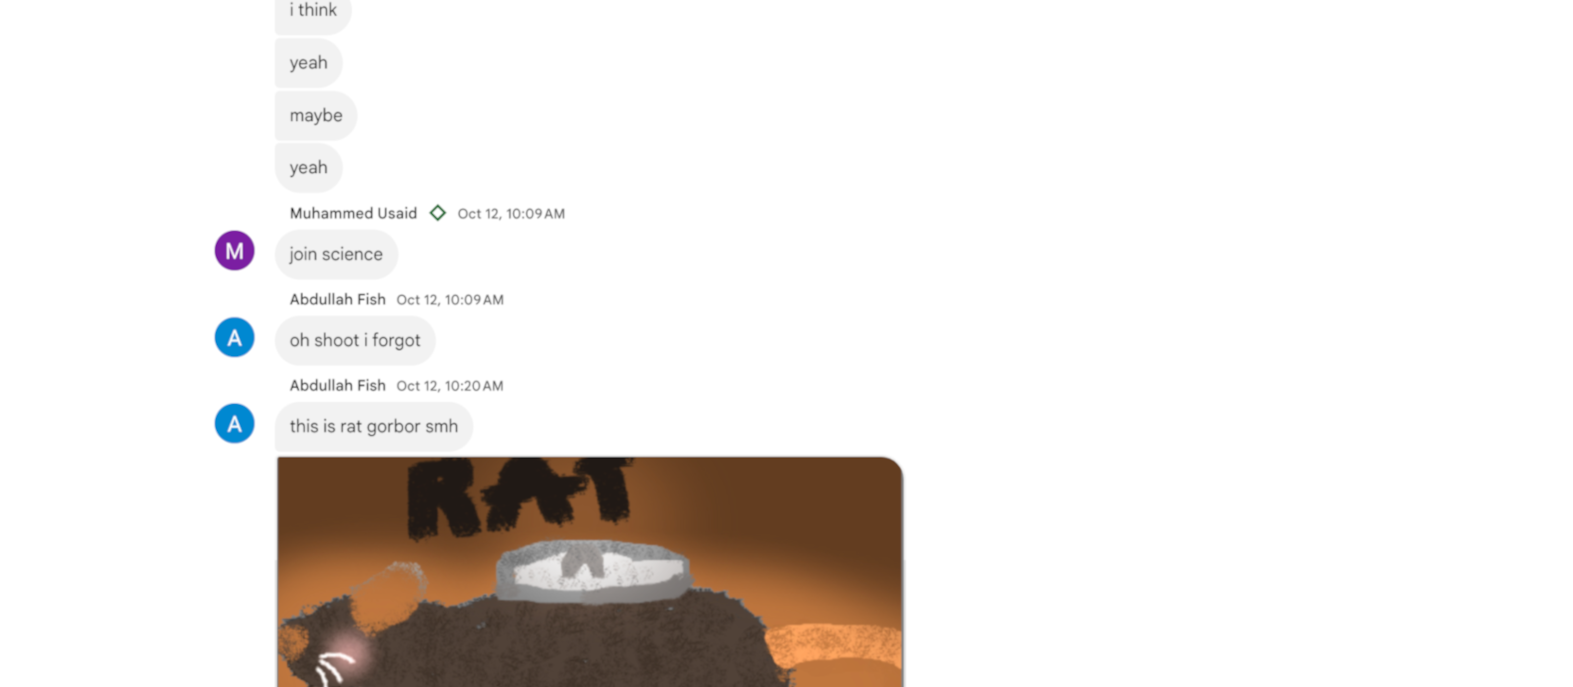 i think
yeah
maybe
yeah
Muhammed Usaid Oct 12, 10:09 AM
M
join science
Abdullah Fish Oct 12, 10:09 AM
A
oh shoot i forgot
Abdullah Fish Oct 12, 10:20 AM
A
this is rat gorbor smh
RAT